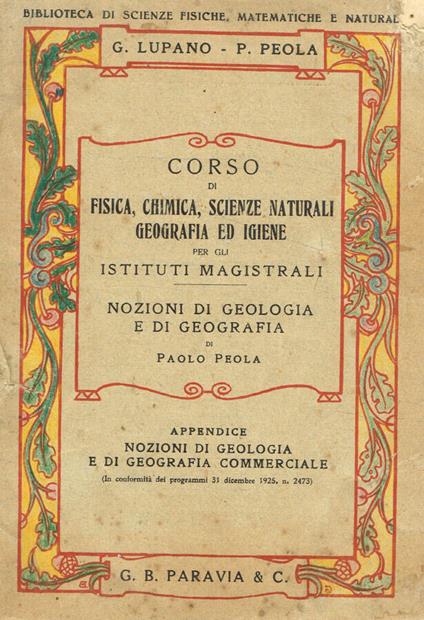 BIBLIOTECA DI SCIENZE FISICHE, MATEMATICHE E NATURAL
G. LUPANO - P. PEOLA
CORSO
DI
FISICA, CHIMICA, SCIENZE NATURALI
GEOGRAFIA ED IGIENE
PER GLI
ISTITUTI MAGISTRALI
NOZIONI DI GEOLOGIA
E DI GEOGRAFIA
DI
PAOLO PEOLA
APPENDICE
NOZIONI DI GEOLOGIA
E DI GEOGRAFIA COMMERCIALE
(In conformità dei programmi 31 dicembre 1925, n. 2473)
G. B. PARAVIA & C.